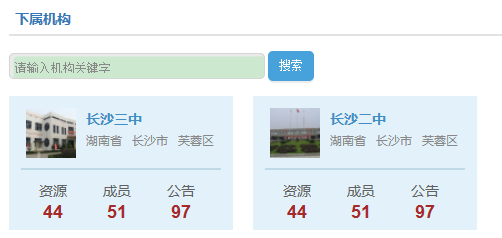 下属机构
请输入机构关键字 搜索
长沙三中
湖南省 长沙市 芙蓉区
资源 成员 公告
44 51 97
长沙二中
湖南省 长沙市 芙蓉区
资源 成员 公告
44 51 97